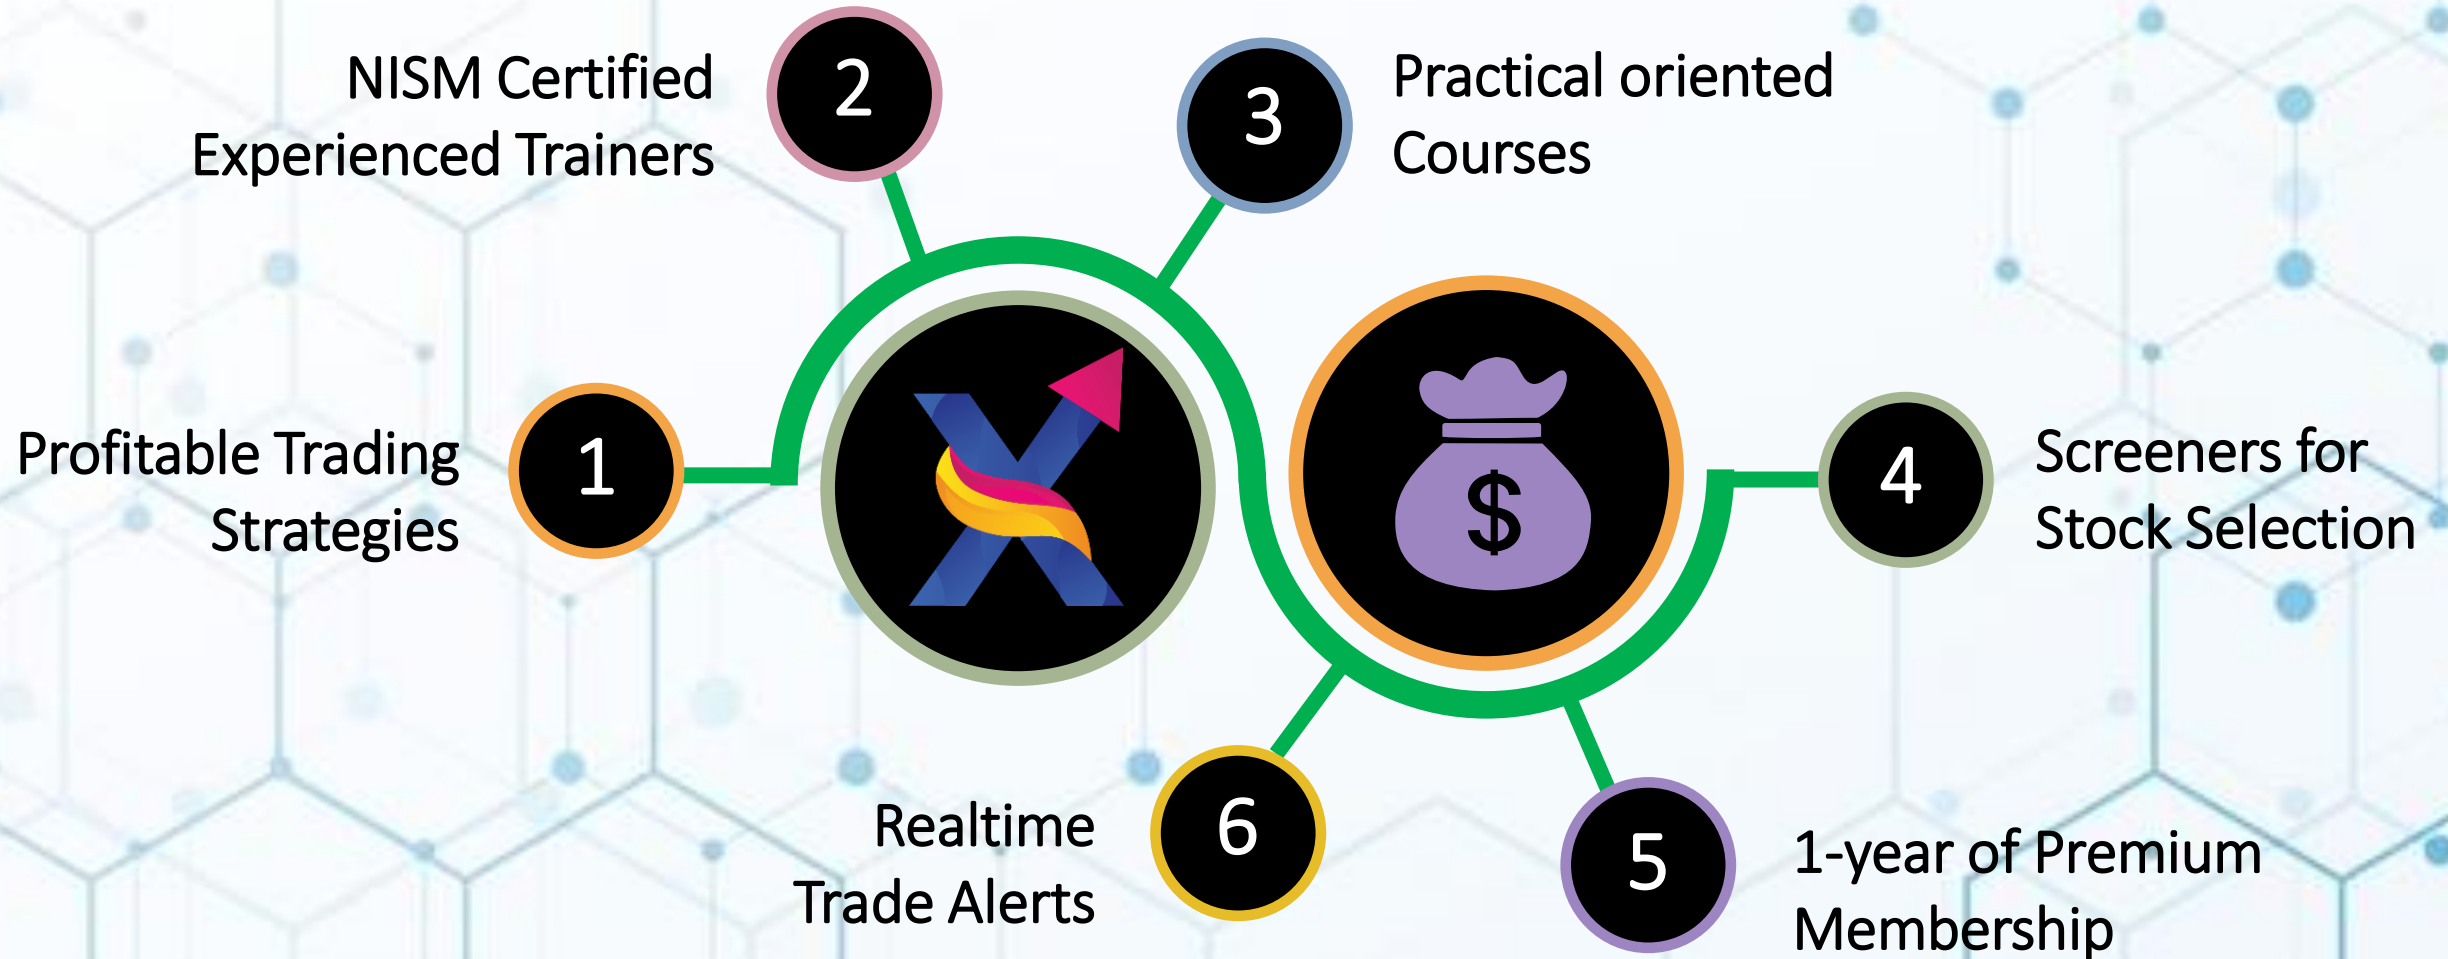 1
Profitable Trading
Strategies
2
NISM Certified
Experienced Trainers
3
Practical oriented
Courses
4
Screeners for
Stock Selection
5
1-year of Premium
Membership
6
Realtime
Trade Alerts
$